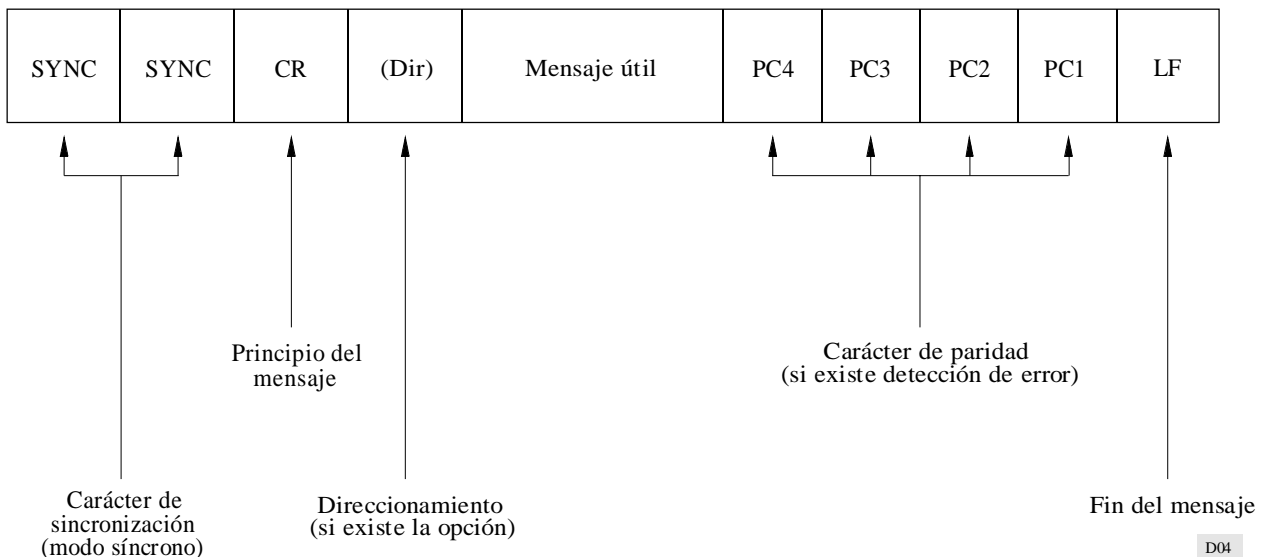 SYNC SYNC CR (Dir) Mensaje útil PC4 PC3 PC2 PC1 LF
Principio del
mensaje
Carácter de paridad
(si existe detección de error)
Carácter de
sincronización
(modo síncrono)
Direccionamiento
(si existe la opción)
Fin del mensaje
D04